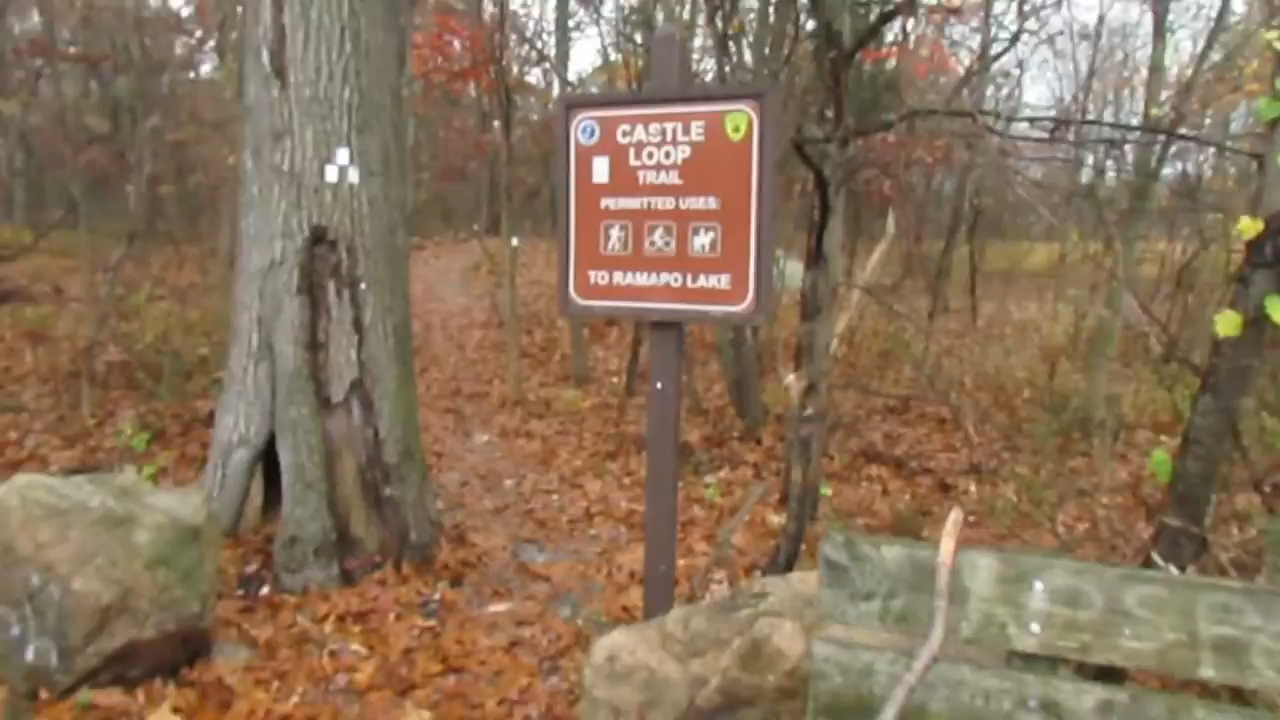 CASTLE
LOOP
TRAIL
PERMITTED USES:
TO RAMAPO LAKE